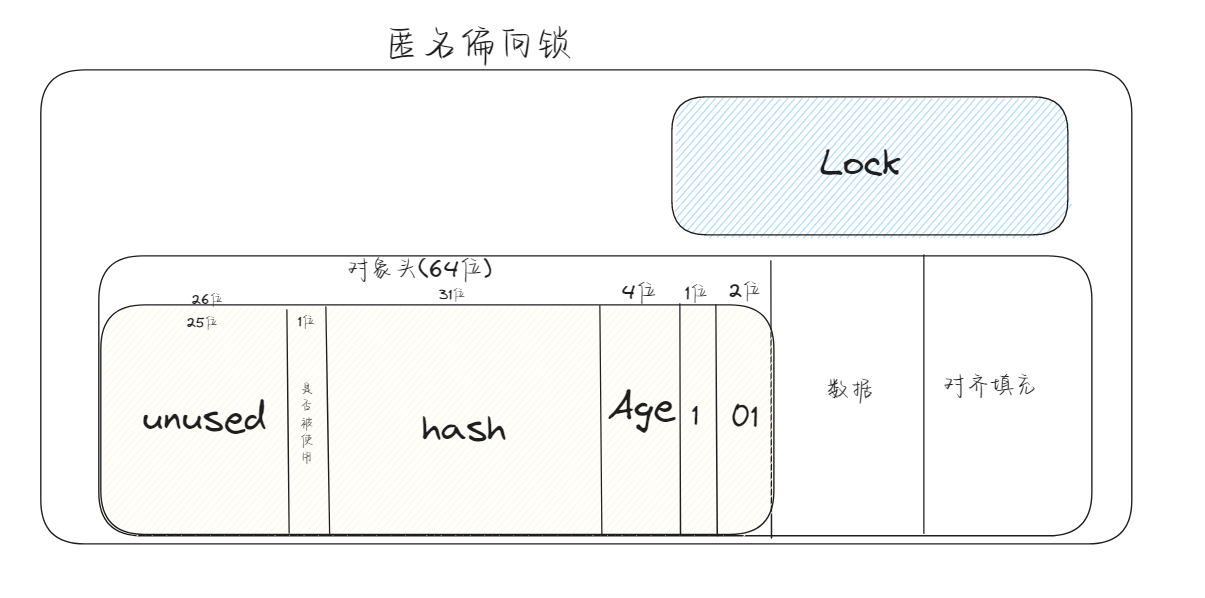 匿名偏向锁
Lock
对象头(64位)
26位
31位
4位
1位
2位
25位
1位
unused
是否被使用
hash
Age
1
01
数据
对齐填充